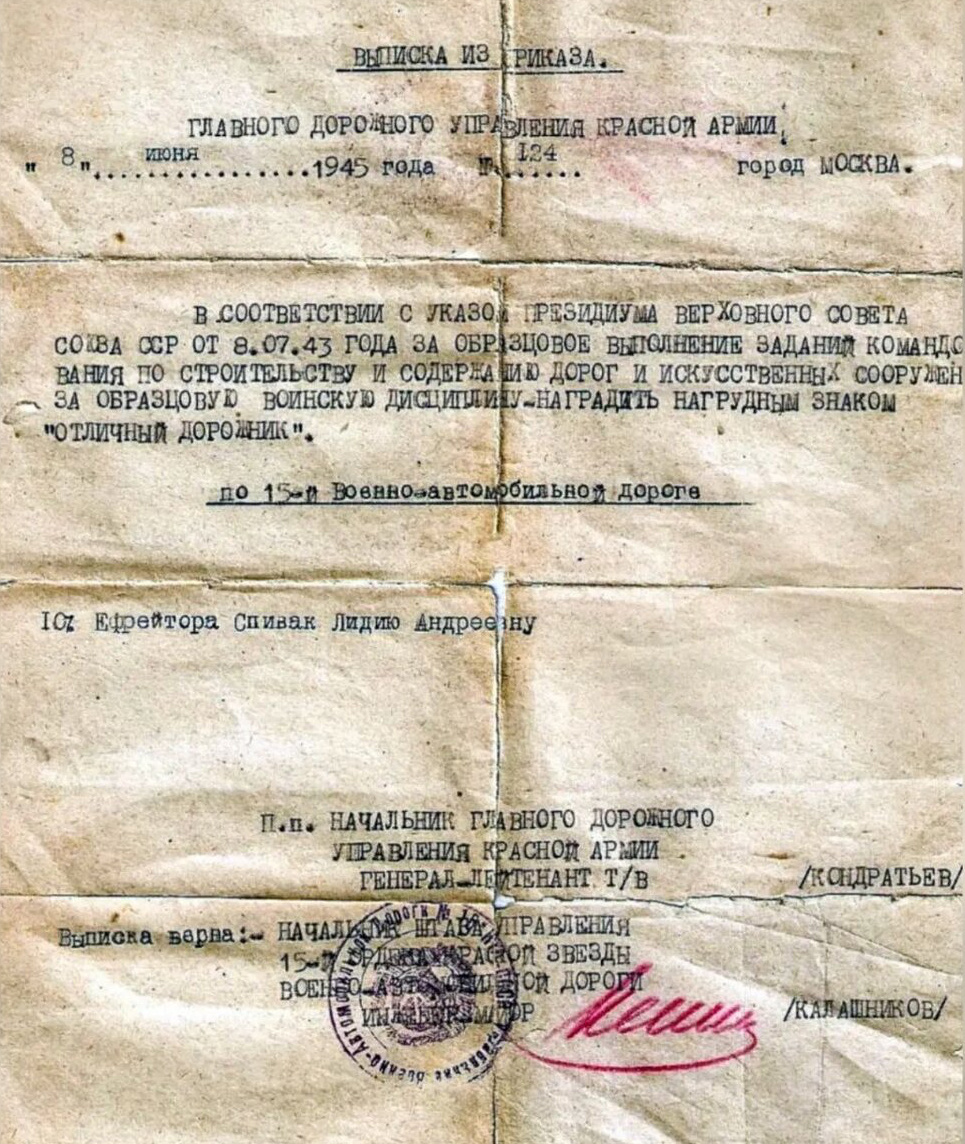 ВЫПИСКА ИЗ ПРИКАЗА.
ГЛАВНОГО ДОРОЖНОГО УПРАВЛЕНИЯ КРАСНОЙ АРМИИ
" 8 " июня 1945 года № 124 город МОСКВА.
В СООТВЕТСТВИИ С УКАЗОМ ПРЕЗИДИУМА ВЕРХОВНОГО СОВЕТА
СОЮЗА ССР ОТ 8.07.43 ГОДА ЗА ОБРАЗЦОВОЕ ВЫПОЛНЕНИЕ ЗАДАНИЙ КОМАНДО
ВАНИЯ ПО СТРОИТЕЛЬСТВУ И СОДЕРЖАНИЮ ДОРОГ И ИСКУССТВЕННЫХ СООРУЖЕН
ЗА ОБРАЗЦОВУЮ ВОИНСКУЮ ДИСЦИПЛИНУ-НАГРАДИТЬ НАГРУДНЫМ ЗНАКОМ
"ОТЛИЧНЫЙ ДОРОЖНИК".
по 15-й Военно-автомобильной дороге
Ефрейтора Спивак Лидию Андреевну
П.п. НАЧАЛЬНИК ГЛАВНОГО ДОРОЖНОГО
УПРАВЛЕНИЯ КРАСНОЙ АРМИИ
ГЕНЕРАЛ-ЛЕЙТЕНАНТ Т/В /КОНДРАТЬЕВ/
Выписка верна:- НАЧАЛЬНИК ШТАБА УПРАВЛЕНИЯ
15-й ОРДЕНА КРАСНОЙ ЗВЕЗДЫ
ВОЕННО-АВТОМОБИЛЬНОЙ ДОРОГИ
ИНЖЕНЕР-МАЙОР /КАЛАШНИКОВ/